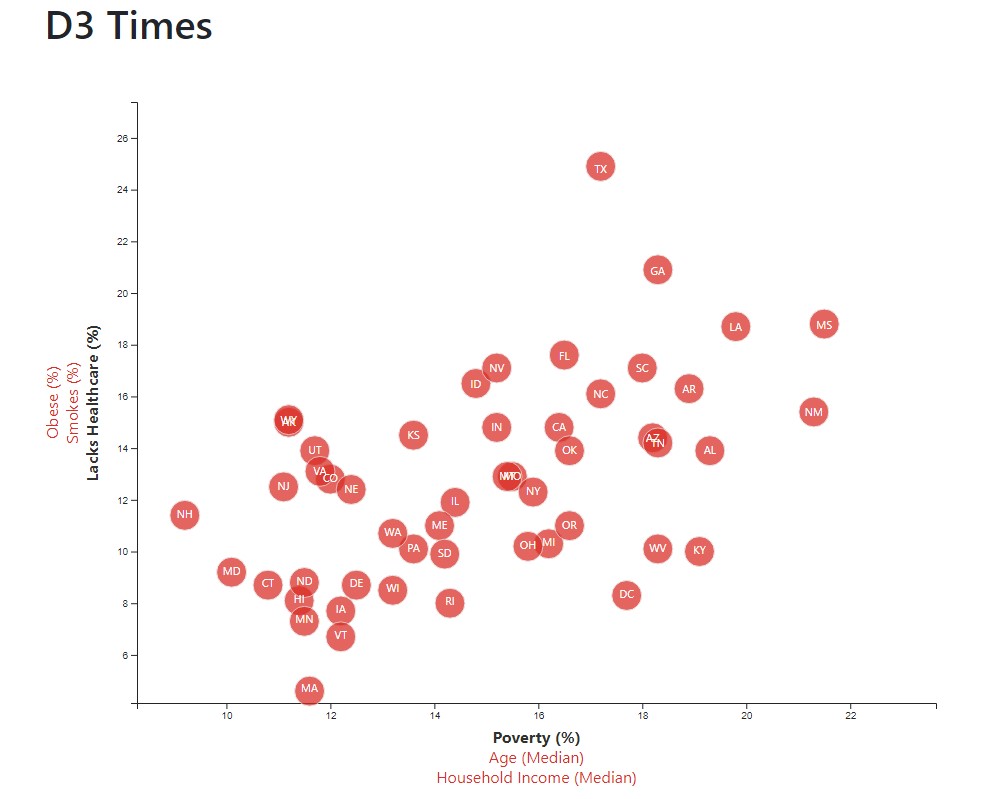 D3 Times
26
24
22
20
18
16
14
12
10
8
6
Obese (%)
Smokes (%)
Lacks Healthcare (%)
TX
GA
MS
LA
FL
NV
SC
ID
AR
NC
NM
WY
AK
KS
IN
CA
AZ
TN
UT
OK
AL
VA
CO
MT
MO
NJ
NE
NY
IL
NH
ME
OR
WA
PA
SD
OH
MI
WV
KY
MD
CT
ND
DE
WI
DC
HI
RI
MN
IA
VT
MA
10 12 14 16 18 20 22
Poverty (%)
Age (Median)
Household Income (Median)